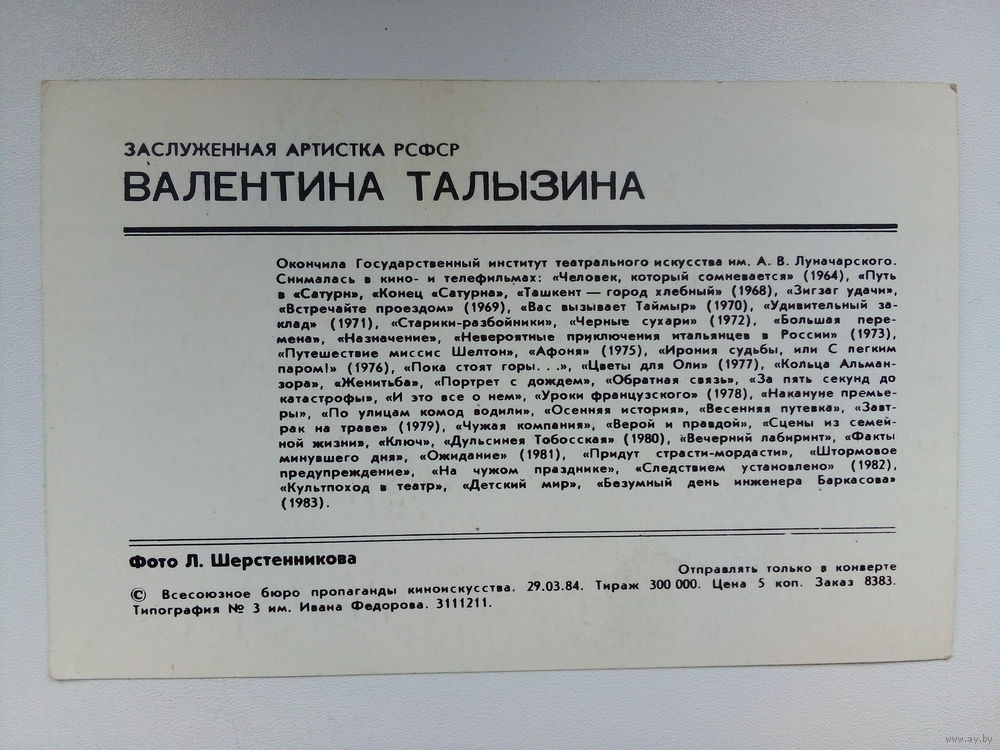 ЗАСЛУЖЕННАЯ АРТИСТКА РСФСР
ВАЛЕНТИНА ТАЛЫЗИНА
Окончила Государственный институт театрального искусства им. А. В. Луначарского.
Снималась в кино- и телефильмах: «Человек, который сомневается» (1964), «Путь
в «Сатурн», «Конец «Сатурна», «Ташкент — город хлебный» (1968), «Зигзаг удачи»,
«Встречайте проездом» (1969), «Вас вызывает Таймыр» (1970), «Удивительный за-
клад» (1971), «Старики-разбойники», «Черные сухари» (1972), «Большая пере-
мена», «Назначение», «Невероятные приключения итальянцев в России» (1973),
«Путешествие миссис Шелтон», «Афоня» (1975), «Ирония судьбы, или С легким
паром!» (1976), «Пока стоят горы. . .», «Цветы для Оли» (1977), «Кольца Альман-
зора», «Женитьба», «Портрет с дождем», «Обратная связь», «За пять секунд до
катастрофы», «И это все о нем», «Уроки французского» (1978), «Накануне премье-
ры», «По улицам комод водили», «Осенняя история», «Весенняя путевка», «Завт-
рак на траве» (1979), «Чужая компания», «Верой и правдой», «Сцены из семей-
ной жизни», «Ключ», «Дульсинея Тобосская» (1980), «Вечерний лабиринт», «Факты
минувшего дня», «Ожидание» (1981), «Придут страсти-мордасти», «Штормовое
предупреждение», «На чужом празднике», «Следствием установлено» (1982),
«Культпоход в театр», «Детский мир», «Безумный день инженера Баркасова»
(1983).
Фото Л. Шерстенникова
Отправлять только в конверте
© Всесоюзное бюро пропаганды киноискусства. 29.03.84. Тираж 300 000. Цена 5 коп. Заказ 8383.
Типография № 3 им. Ивана Федорова. 3111211.
www.ay.by